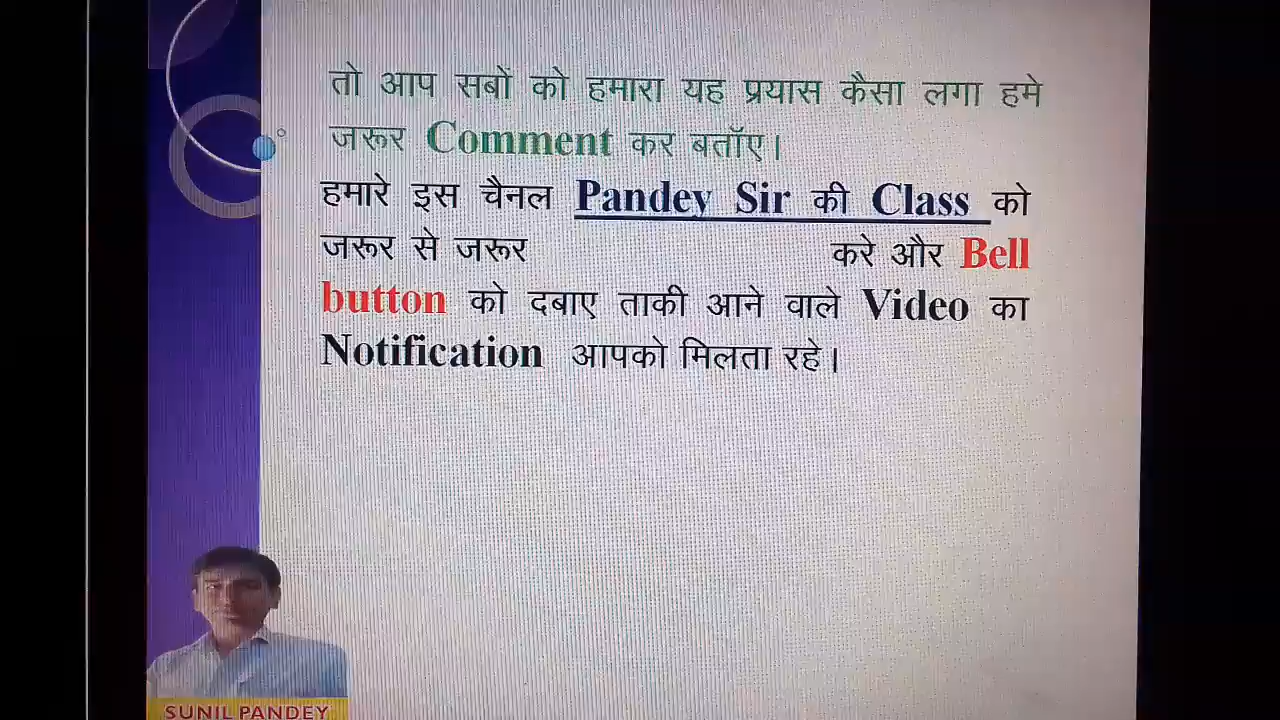 तो आप सबों को हमारा यह प्रयास कैसा लगा हमे
जरूर Comment कर बतॉए।
हमारे इस चैनल Pandey Sir की Class को
जरूर से जरूर करे और Bell
button को दबाए ताकी आने वाले Video का
Notification आपको मिलता रहे।
SUNIL PANDEY